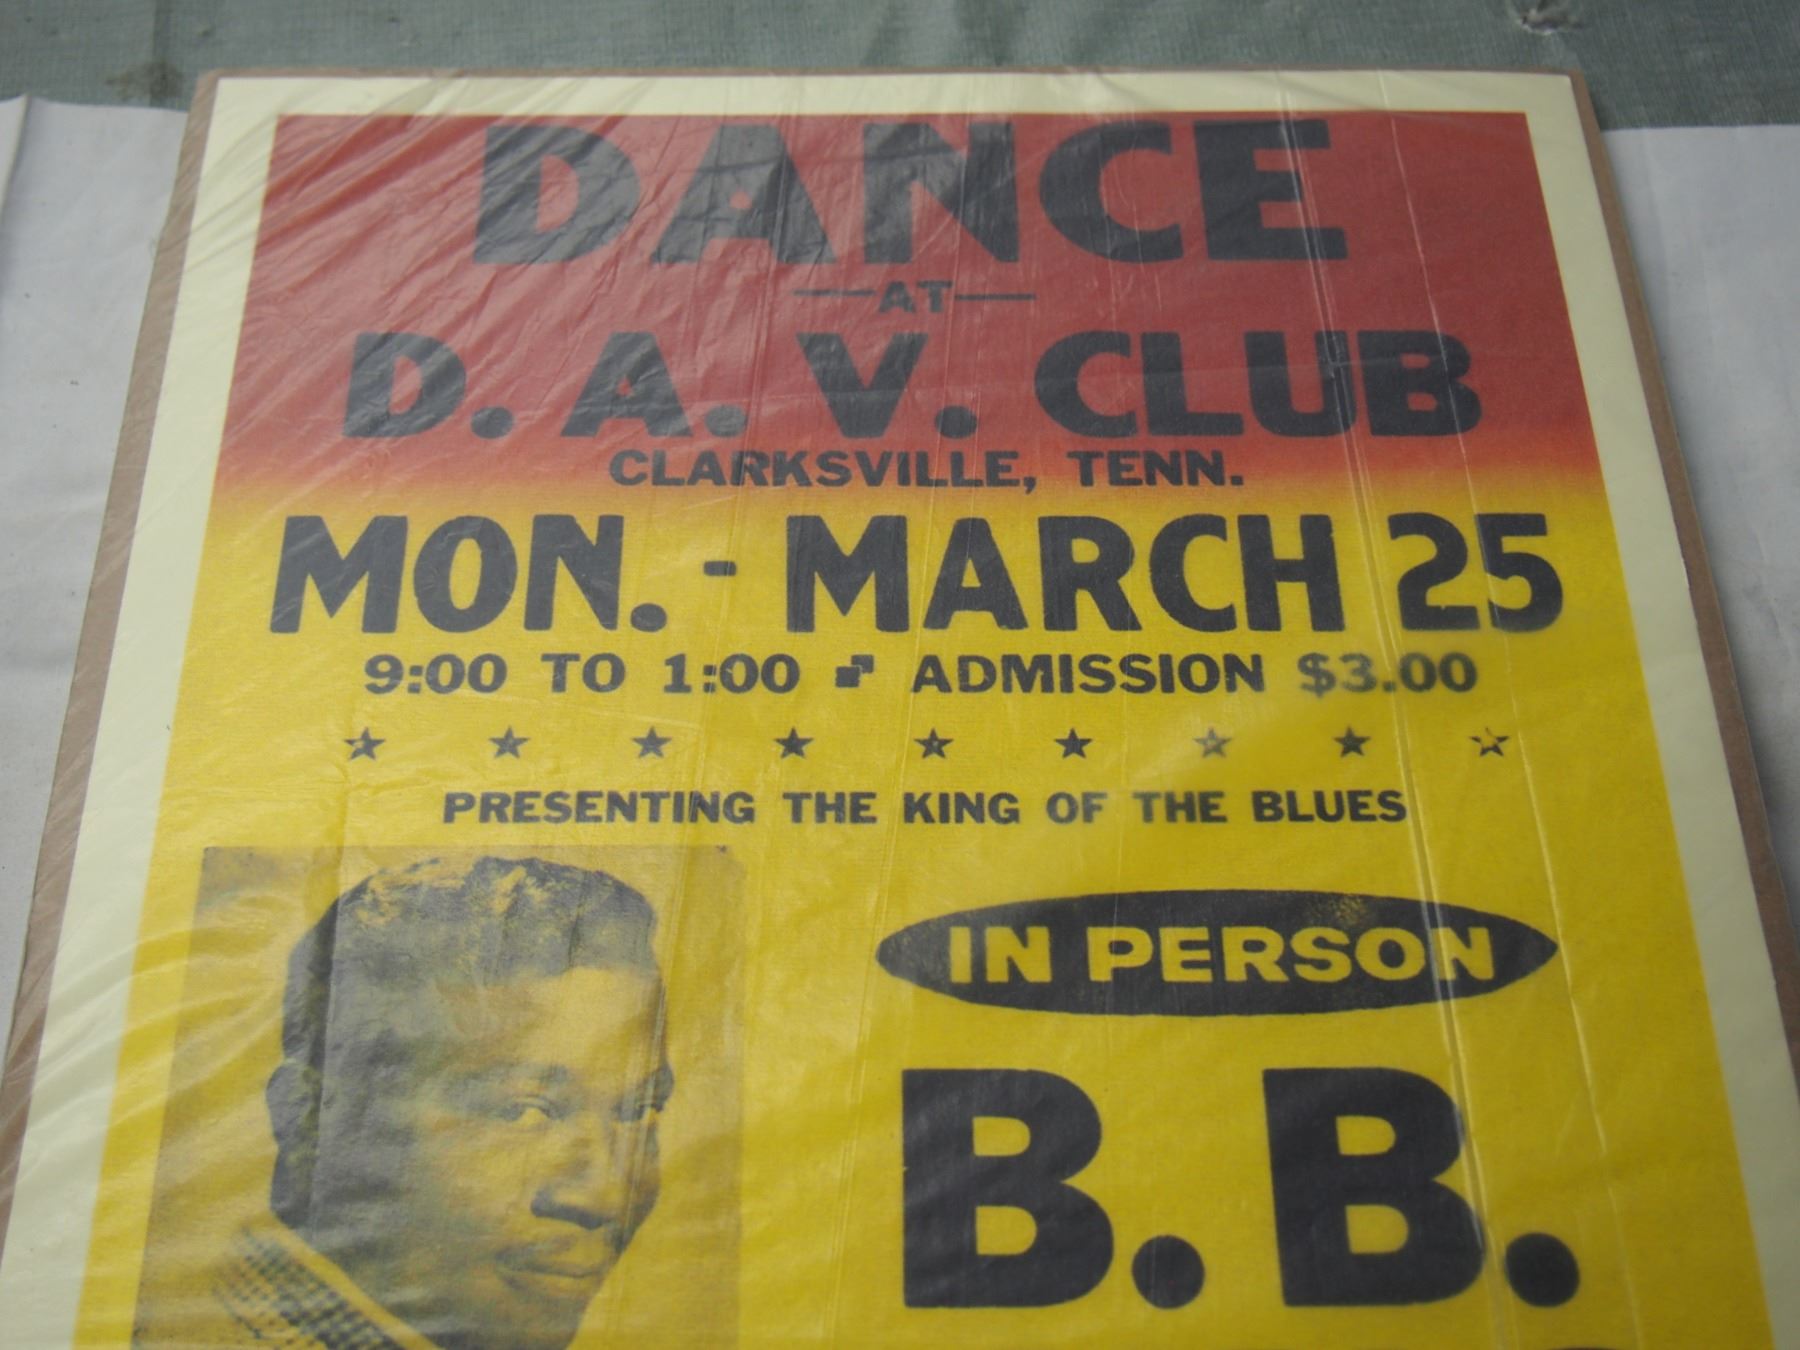 DANCE
AT
D. A. V. CLUB
CLARKSVILLE, TENN.
MON. - MARCH 25
9:00 TO 1:00 ADMISSION $3.00
PRESENTING THE KING OF THE BLUES
IN PERSON
B. B.